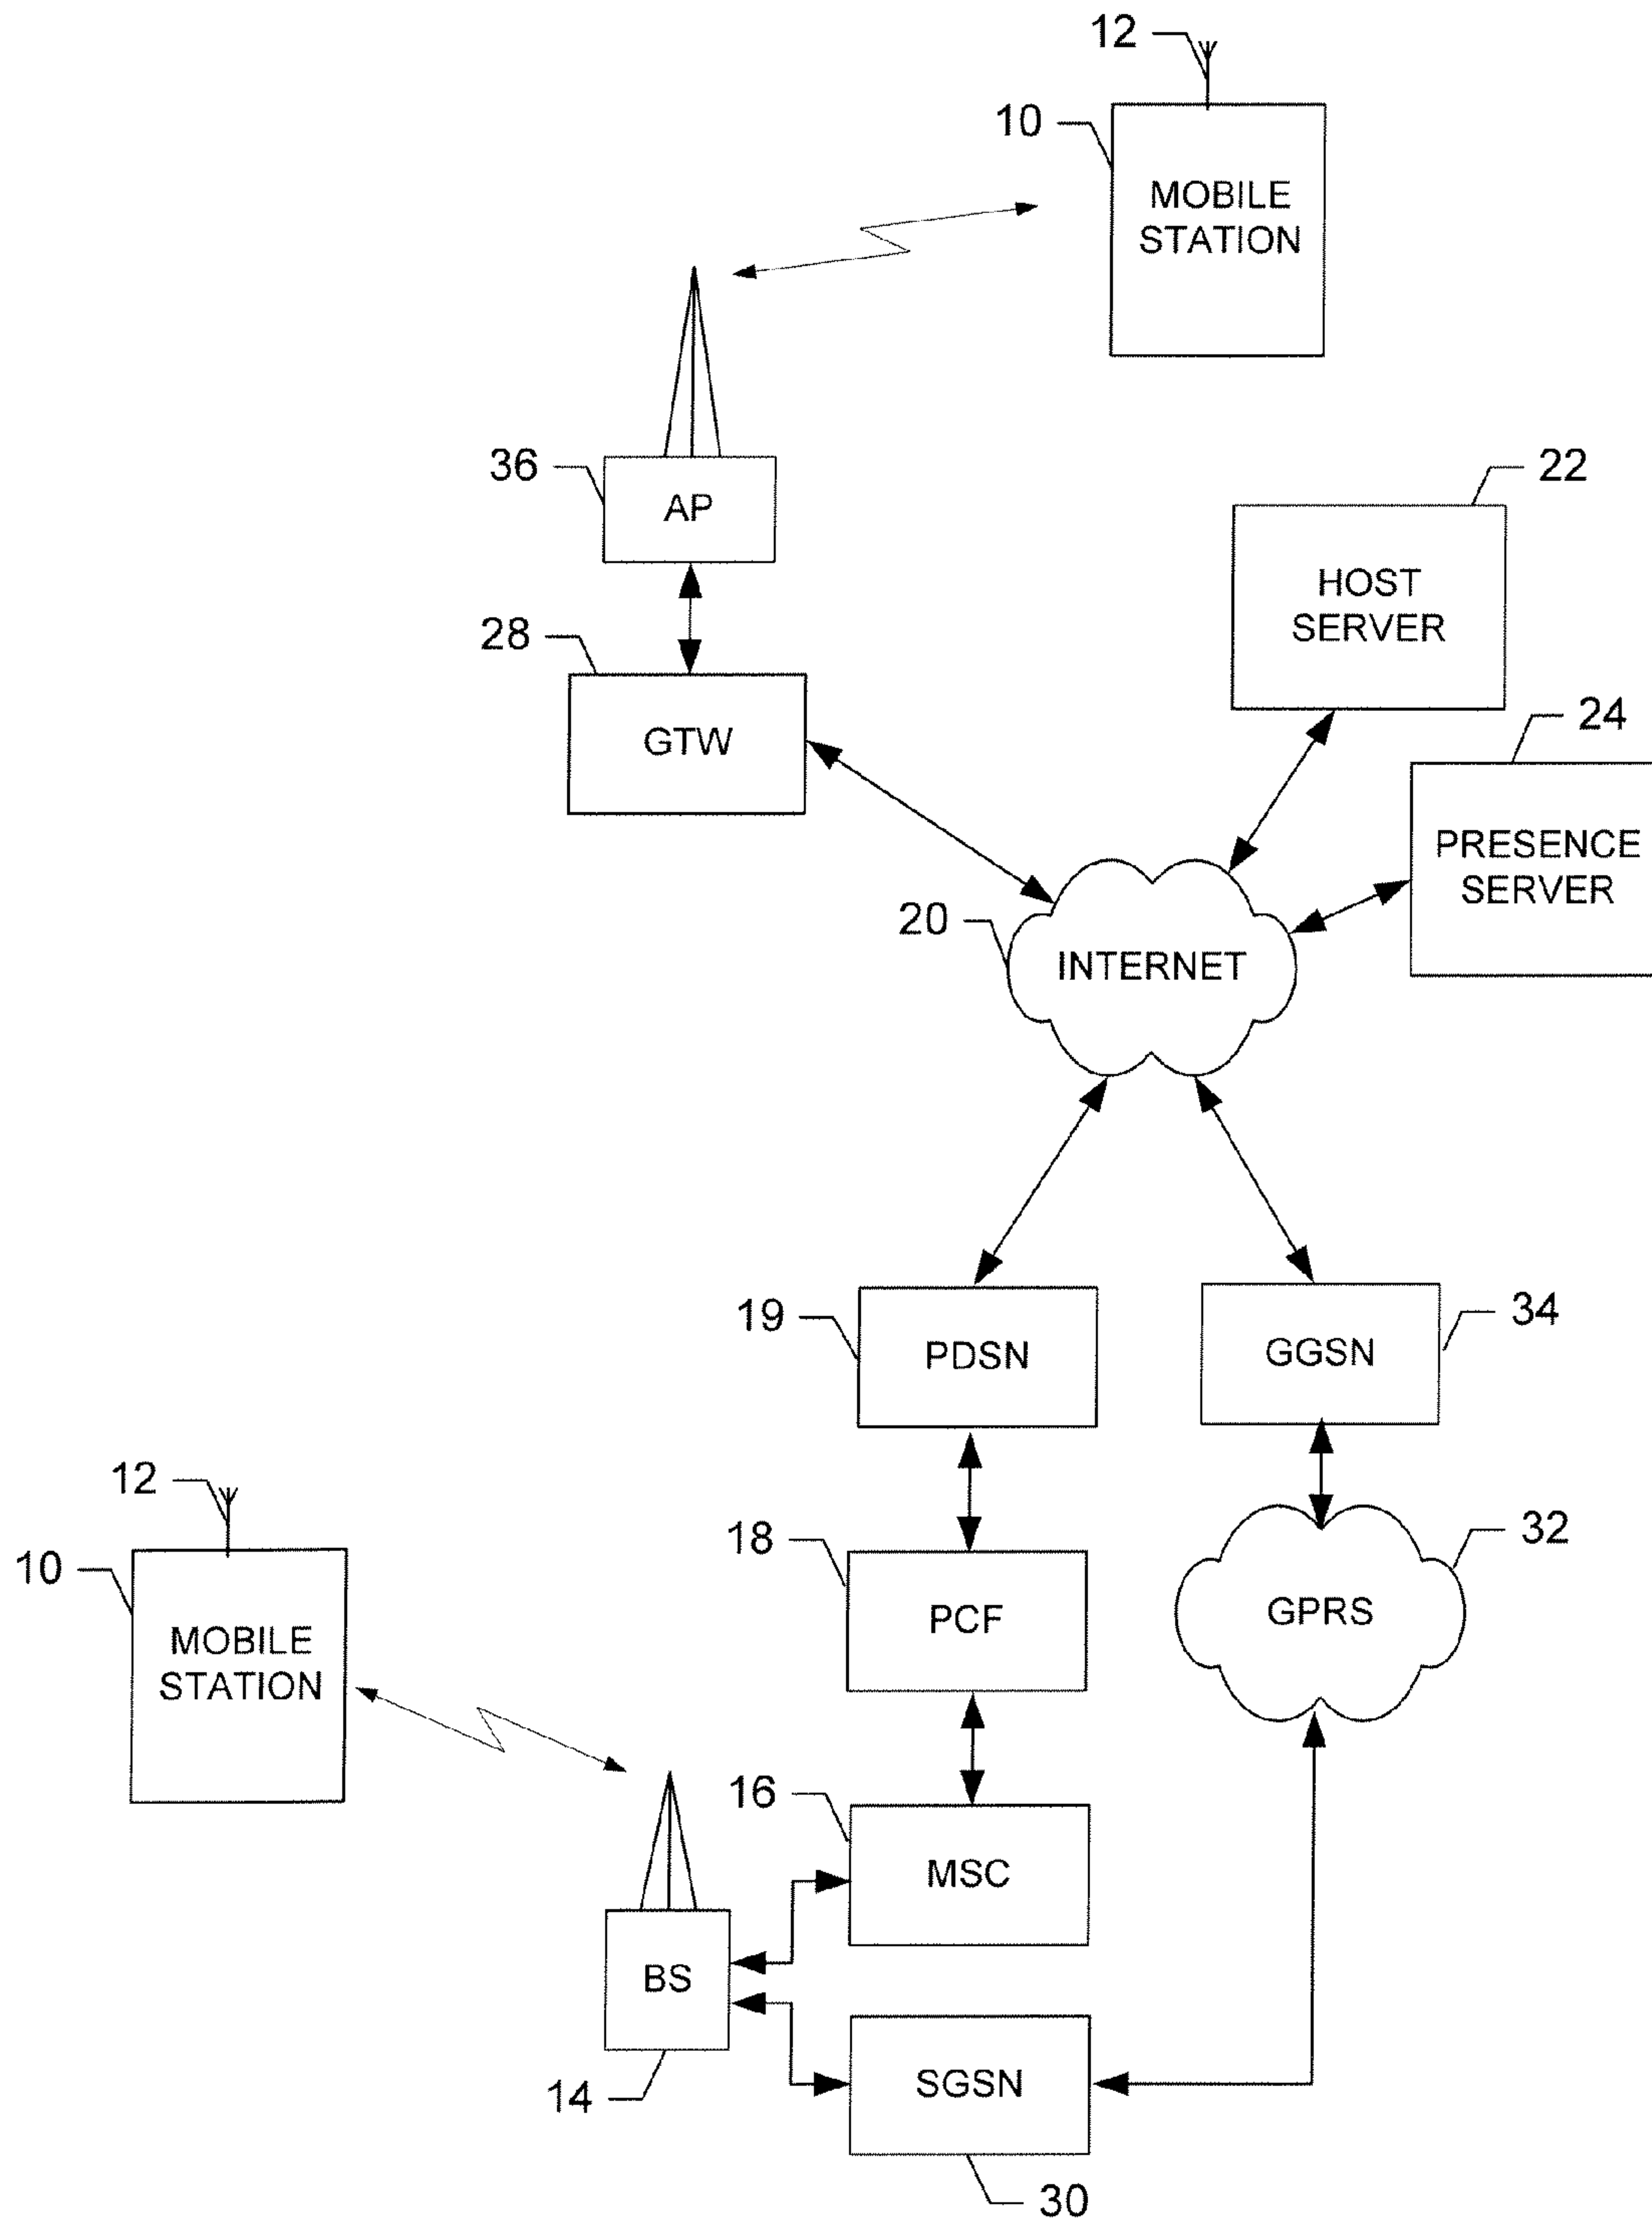 12
10
MOBILE
STATION
36
AP
22
HOST
SERVER
28
GTW
24
PRESENCE
SERVER
20
INTERNET
19
PDSN
34
GGSN
12
10
MOBILE
STATION
18
PCF
32
GPRS
16
MSC
BS
14
SGSN
30